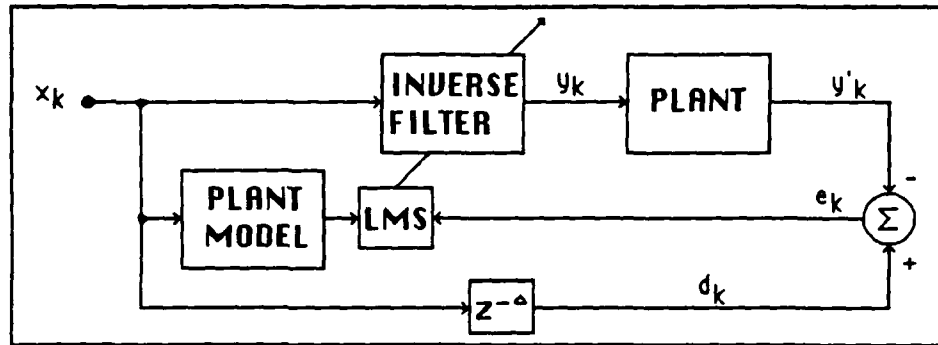 INVERSE
FILTER
x_k
y_k
PLANT
y'_k
-
PLANT
MODEL
LMS
e_k
Σ
+
z^-Δ
d_k